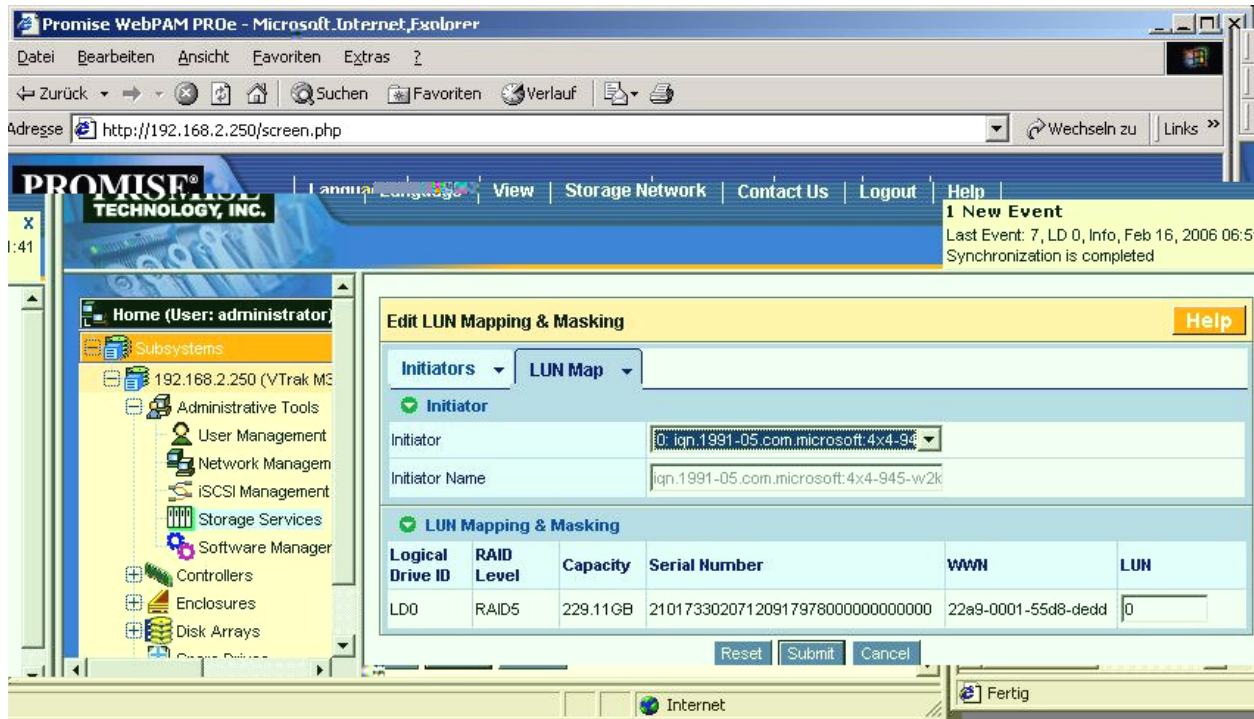 Promise WebPAM PROe - Microsoft Internet Explorer
Datei Bearbeiten Ansicht Favoriten Extras ?
Zurück Suchen Favoriten Verlauf
Adresse http://192.168.2.250/screen.php Wechseln zu Links »
PROMISE®
TECHNOLOGY, INC.
Language View | Storage Network | Contact Us | Logout | Help |
X
1:41
1 New Event
Last Event: 7, LD 0, Info, Feb 16, 2006 06:5
Synchronization is completed
Home (User: administrator)
Subsystems
192.168.2.250 (VTrak M3
Administrative Tools
User Management
Network Managem
iSCSI Management
Storage Services
Software Manager
Controllers
Enclosures
Disk Arrays
Edit LUN Mapping & Masking Help
Initiators LUN Map
Initiator
Initiator 0: iqn.1991-05.com.microsoft:4x4-94
Initiator Name iqn.1991-05.com.microsoft:4x4-945-w2k
LUN Mapping & Masking
Logical Drive ID RAID Level Capacity Serial Number WWN LUN
LD0 RAID5 229.11GB 2101733020712091797800000000000 22a9-0001-55d8-dedd 0
Reset Submit Cancel
Internet
Fertig